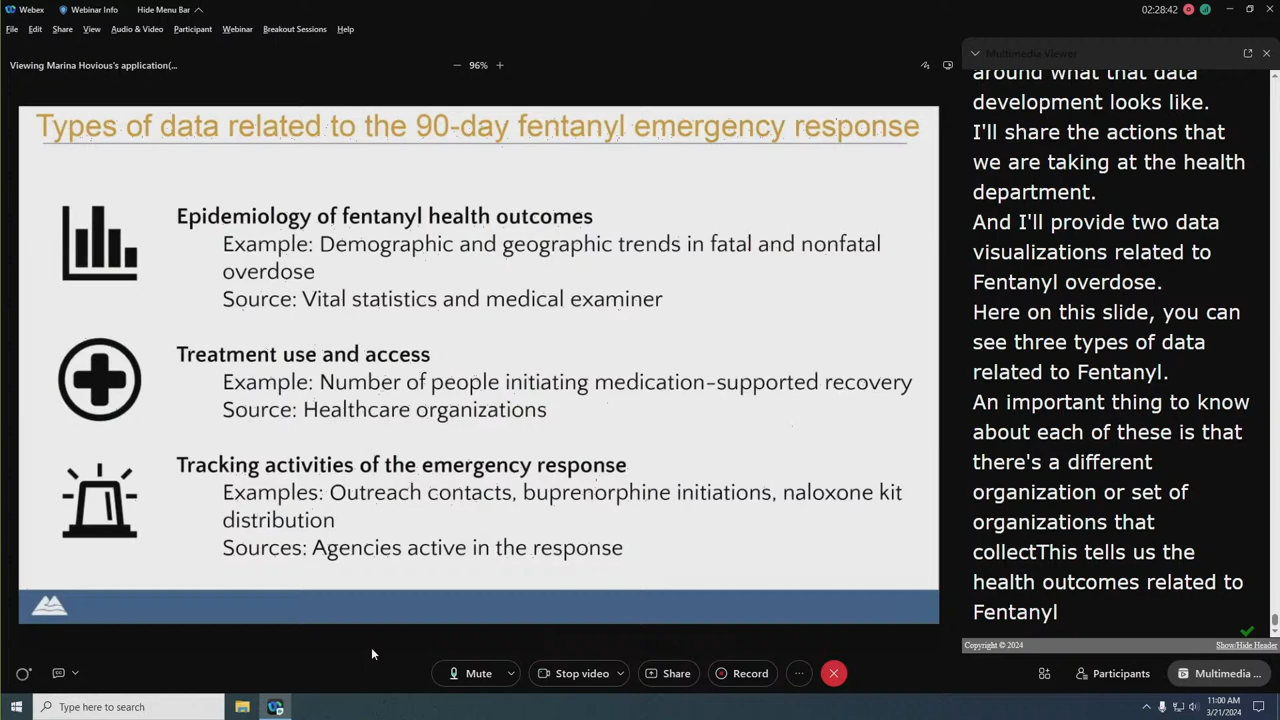 Webex
Webinar Info
Hide Menu Bar
02:28:42
File
Edit
Share
View
Audio & Video
Participant
Webinar
Breakout Sessions
Help
Viewing Marina Hovious's application(...
96%
Types of data related to the 90-day fentanyl emergency response
Epidemiology of fentanyl health outcomes
Example: Demographic and geographic trends in fatal and nonfatal
overdose
Source: Vital statistics and medical examiner
Treatment use and access
Example: Number of people initiating medication-supported recovery
Source: Healthcare organizations
Tracking activities of the emergency response
Examples: Outreach contacts, buprenorphine initiations, naloxone kit
distribution
Sources: Agencies active in the response
Multimedia Viewer
around what that data
development looks like.
I'll share the actions that
we are taking at the health
department.
And I'll provide two data
visualizations related to
Fentanyl overdose.
Here on this slide, you can
see three types of data
related to Fentanyl.
An important thing to know
about each of these is that
there's a different
organization or set of
organizations that
collectThis tells us the
health outcomes related to
Fentanyl
Copyright © 2024
Show/Hide Header
Mute
Stop video
Share
Record
Participants
Multimedia ...
Type here to search
11:00 AM
3/21/2024